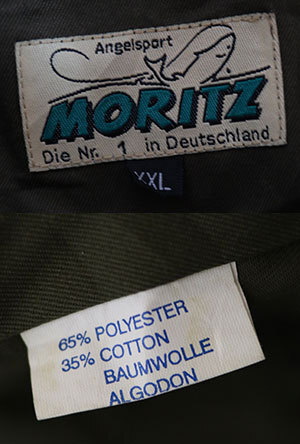 Angelsport
MORITZ
Die Nr. 1 in Deutschland
XXL
65% POLYESTER
35% COTTON
BAUMWOLLE
ALGODON